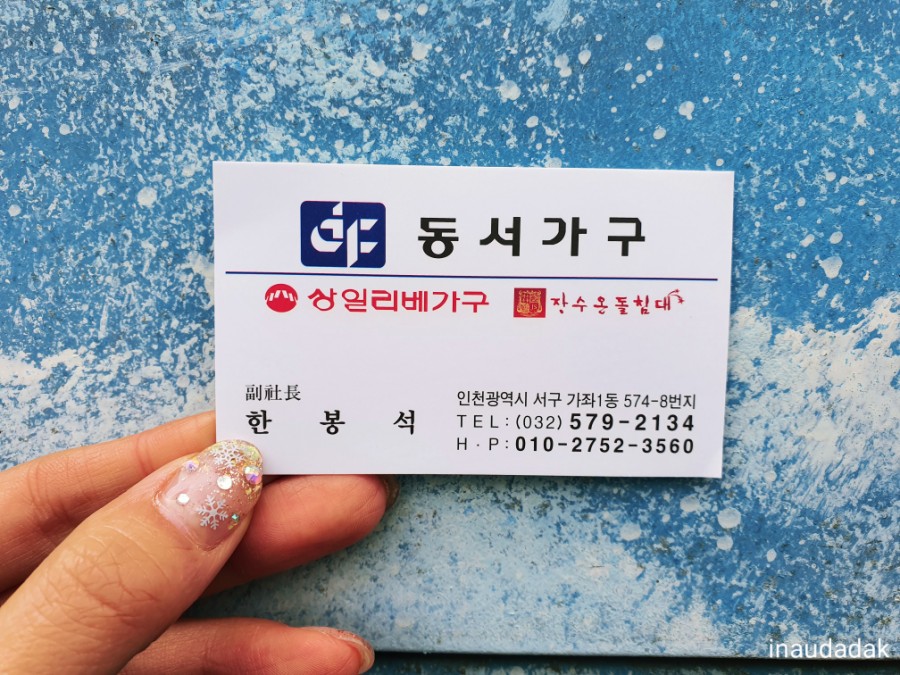 dF 동서가구
상일리베가구 장수온돌침대
副社長
한 봉 석
인천광역시 서구 가좌1동 574-8번지
TEL:(032) 579-2134
H·P:010-2752-3560
inaudadak